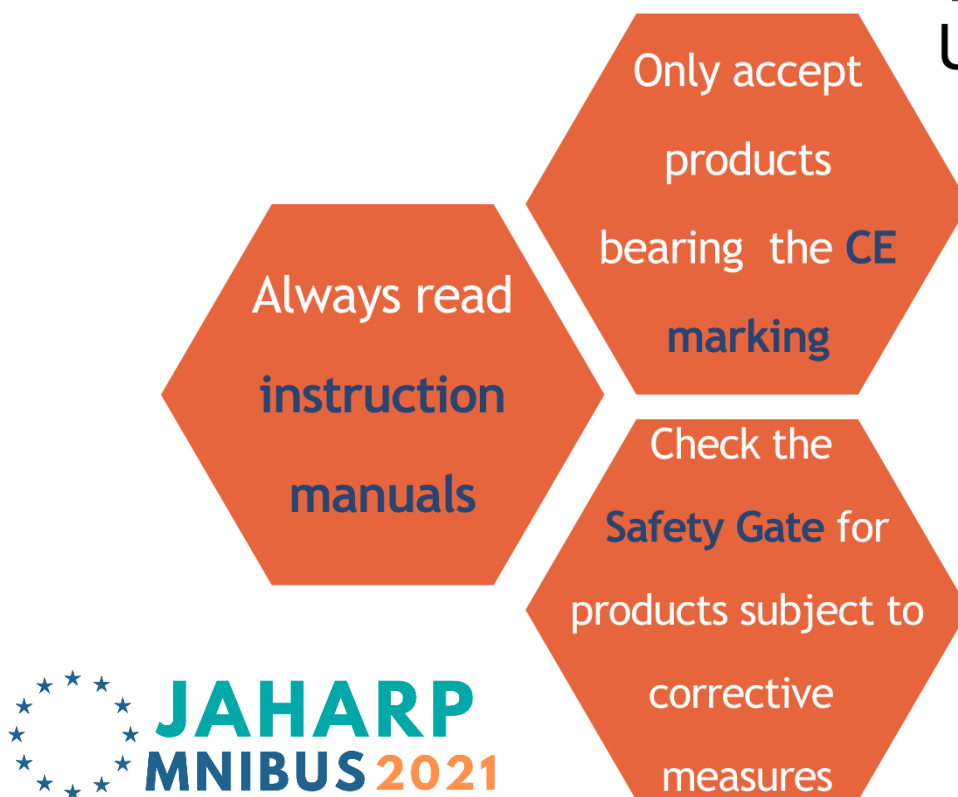 U
Only accept
products
bearing the CE
marking
Always read
instruction
manuals
Check the
Safety Gate for
products subject to
corrective
measures
JAHARP
MNIBUS 2021